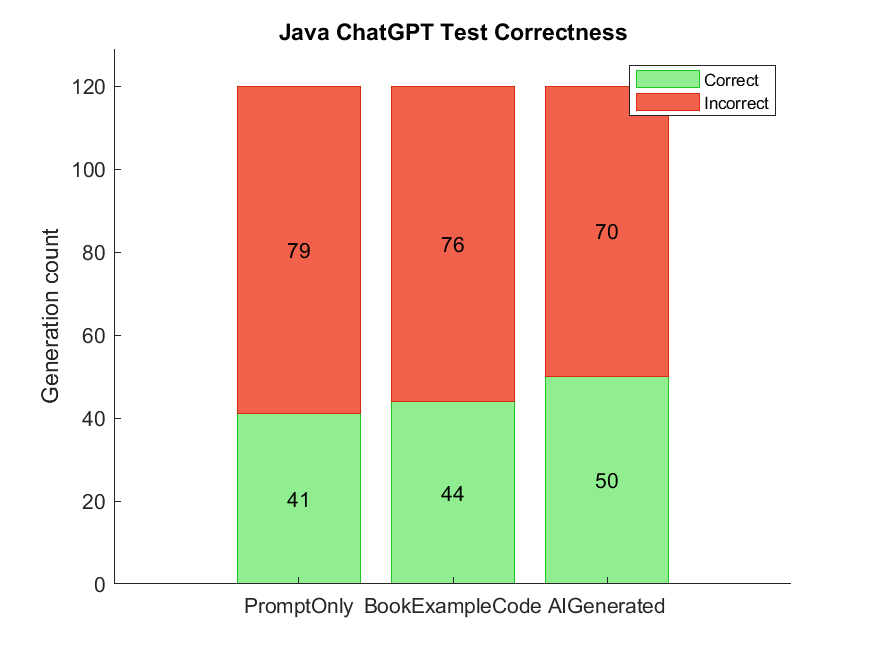 Java ChatGPT Test Correctness
Correct
Incorrect
Generation count
120
100
80
60
40
20
0
79
76
70
41
44
50
PromptOnly
BookExampleCode
AIGenerated